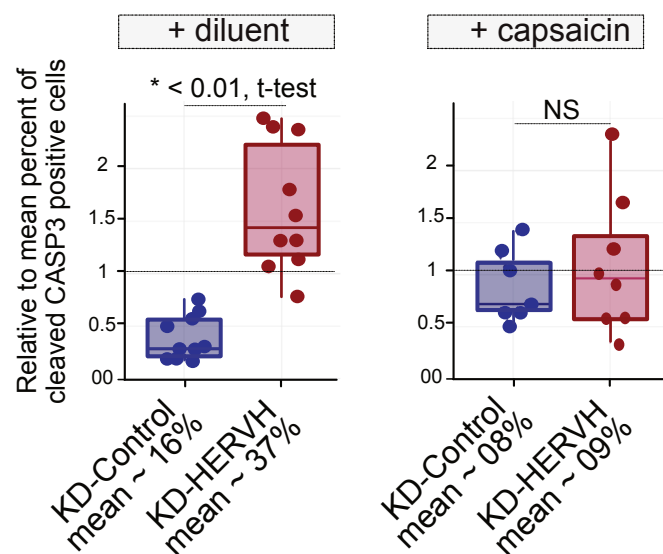 + diluent
+ capsaicin
* < 0.01, t-test
NS
Relative to mean percent of
cleaved CASP3 positive cells
2
1.5
1
0.5
00
2
1.5
1
0.5
00
KD-Control
mean ~ 16%
KD-HERVH
mean ~ 37%
KD-Control
mean ~ 08%
KD-HERVH
mean ~ 09%